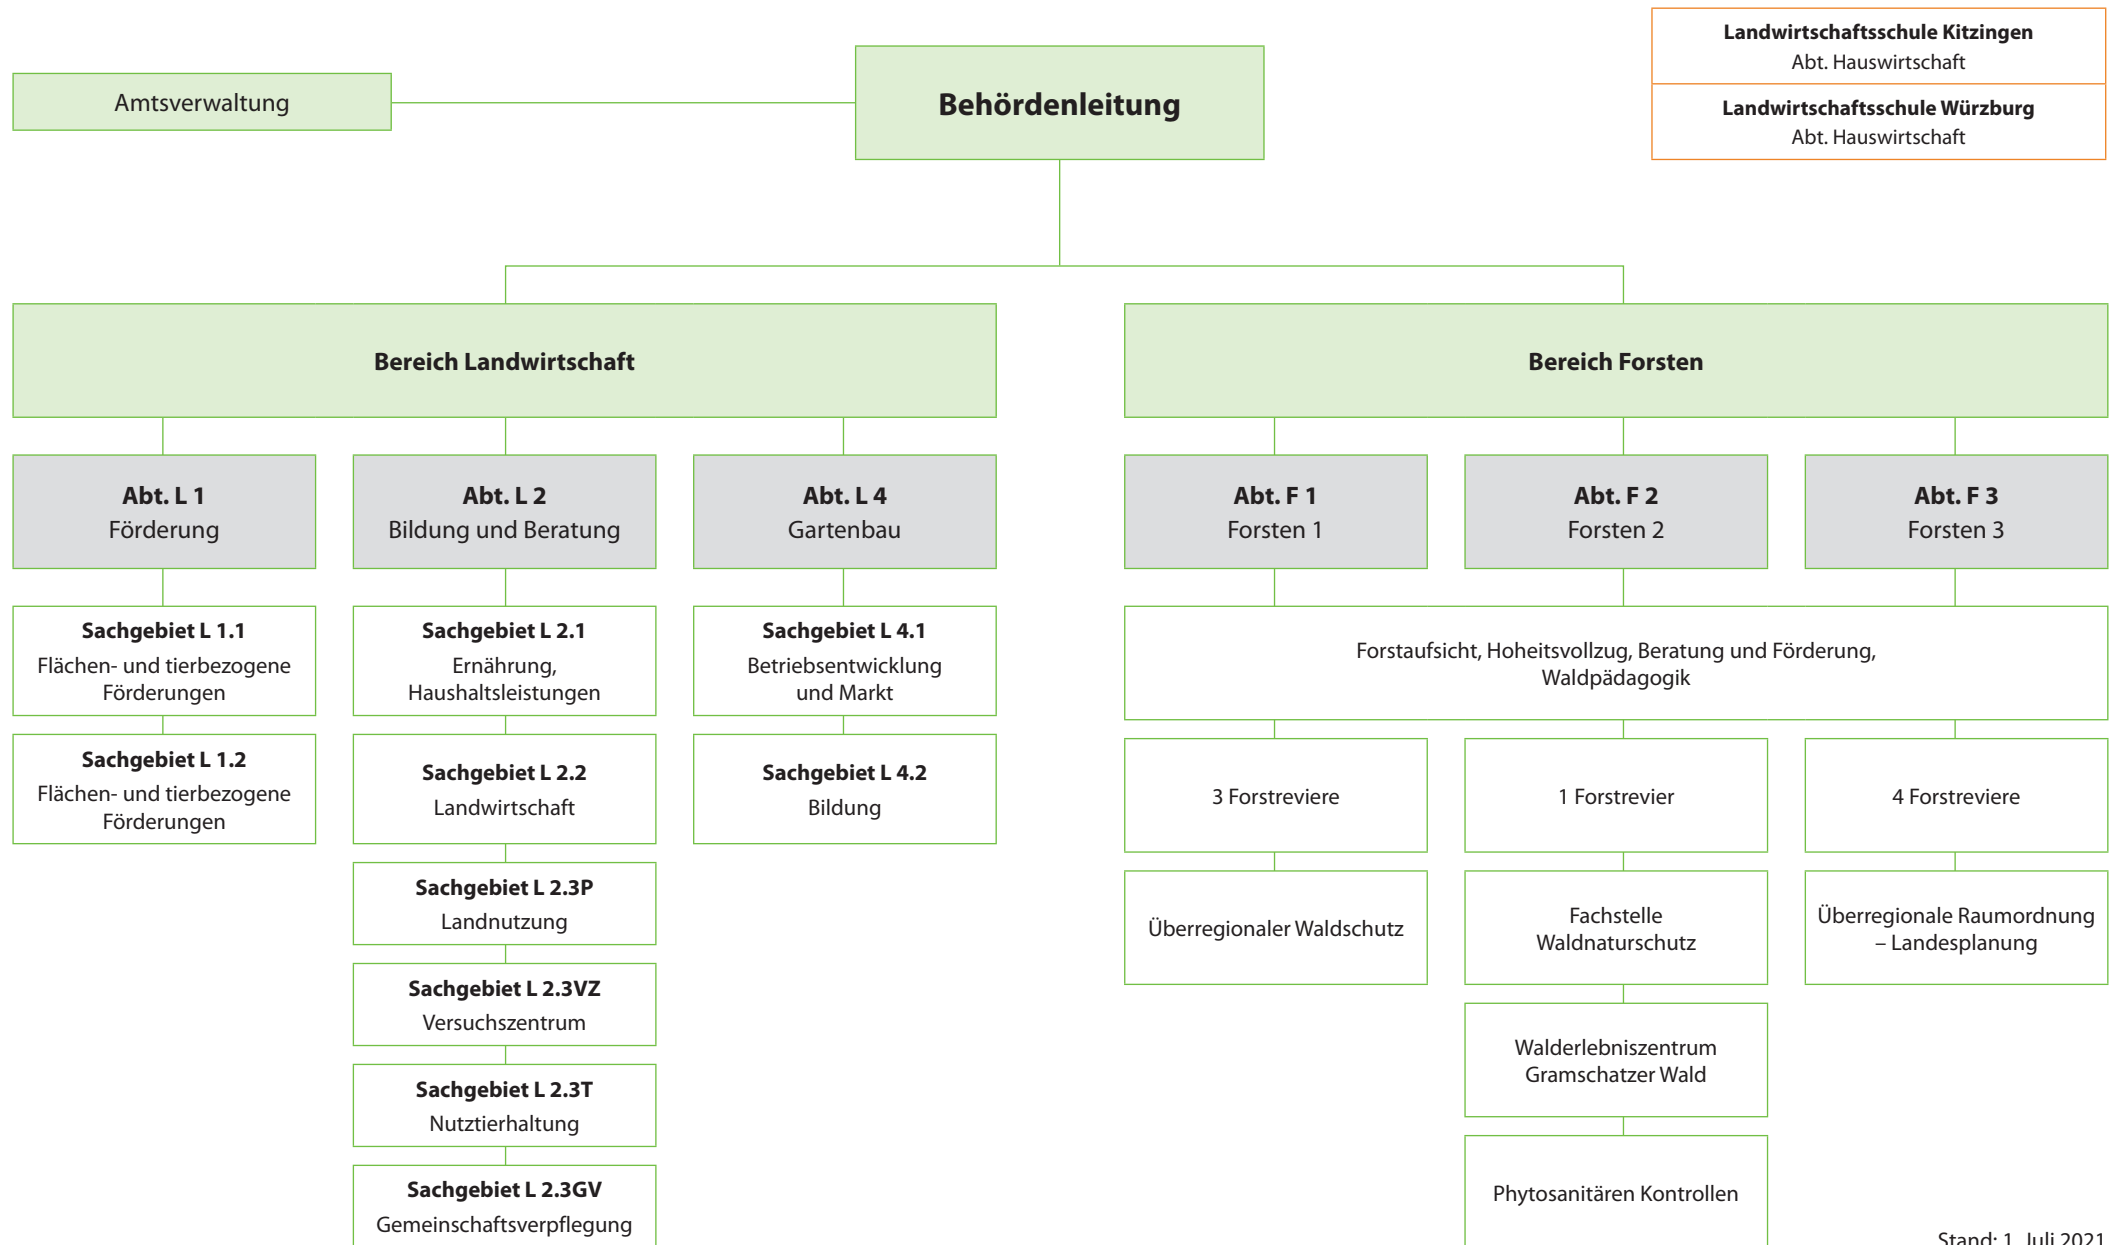 Landwirtschaftsschule Kitzingen
Abt. Hauswirtschaft
Landwirtschaftsschule Würzburg
Abt. Hauswirtschaft
Amtsverwaltung
Behördenleitung
Bereich Landwirtschaft
Bereich Forsten
Abt. L 1
Förderung
Abt. L 2
Bildung und Beratung
Abt. L 4
Gartenbau
Abt. F 1
Forsten 1
Abt. F 2
Forsten 2
Abt. F 3
Forsten 3
Sachgebiet L 1.1
Flächen- und tierbezogene
Förderungen
Sachgebiet L 1.2
Flächen- und tierbezogene
Förderungen
Sachgebiet L 2.1
Ernährung,
Haushaltsleistungen
Sachgebiet L 2.2
Landwirtschaft
Sachgebiet L 2.3P
Landnutzung
Sachgebiet L 2.3VZ
Versuchszentrum
Sachgebiet L 2.3T
Nutztierhaltung
Sachgebiet L 2.3GV
Gemeinschaftsverpflegung
Sachgebiet L 4.1
Betriebsentwicklung
und Markt
Sachgebiet L 4.2
Bildung
Forstaufsicht, Hoheitsvollzug, Beratung und Förderung,
Waldpädagogik
3 Forstreviere
Überregionaler Waldschutz
1 Forstrevier
Fachstelle
Waldnaturschutz
Walderlebniszentrum
Gramschatzer Wald
Phytosanitären Kontrollen
4 Forstreviere
Überregionale Raumordnung
– Landesplanung
Stand: 1. Juli 2021